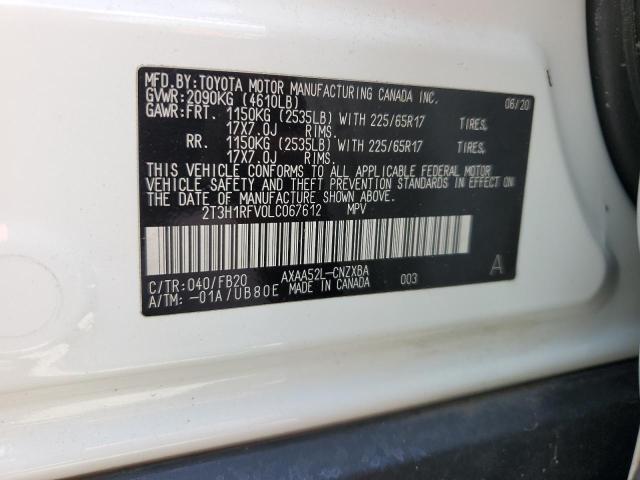 MFD.BY:TOYOTA MOTOR MANUFACTURING CANADA INC. 06/20
GVWR:2090KG (4610LB)
GAWR:FRT. 1150KG (2535LB) WITH 225/65R17 TIRES,
17X7.0J RIMS.
RR. 1150KG (2535LB) WITH 225/65R17 TIRES,
17X7.0J RIMS.
THIS VEHICLE CONFORMS TO ALL APPLICABLE FEDERAL MOTOR
VEHICLE SAFETY AND THEFT PREVENTION STANDARDS IN EFFECT ON
THE DATE OF MANUFACTURE SHOWN ABOVE.
2T3H1RFV0LC067612 MPV
C/TR:040/FB20 AXAA52L-CNZXBA A
A/TM:-01A/UB80E MADE IN CANADA 003